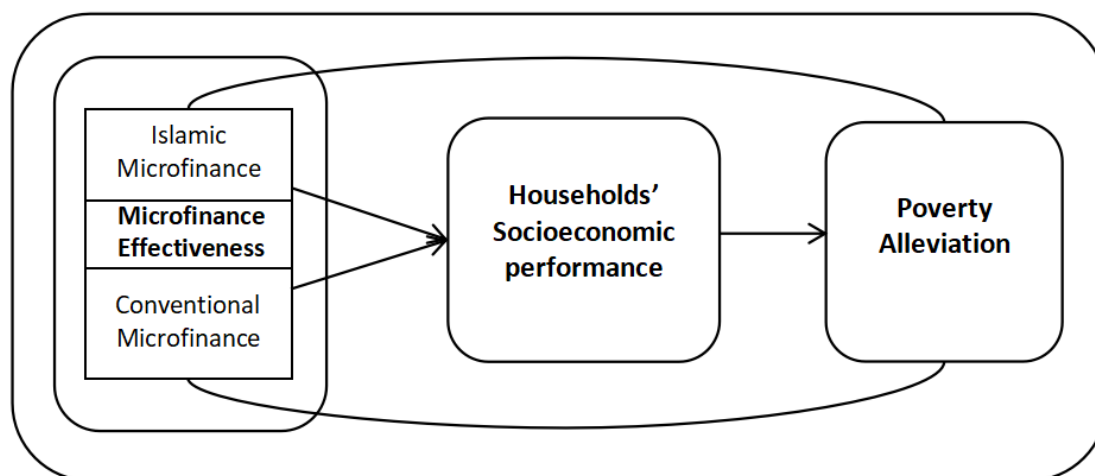 Islamic
Microfinance
Microfinance
Effectiveness
Conventional
Microfinance
Households’
Socioeconomic
performance
Poverty
Alleviation